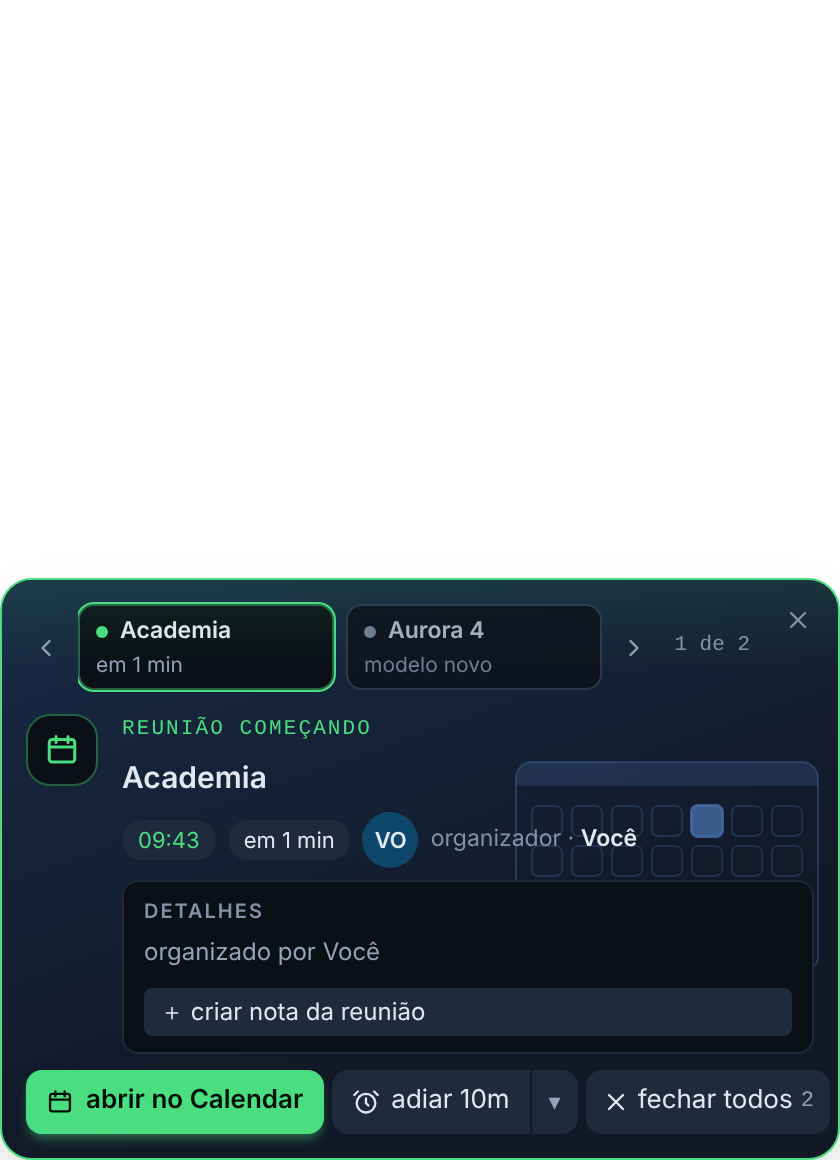 Academia
em 1 min
Aurora 4
modelo novo
1 de 2
REUNIÃO COMEÇANDO
Academia
09:43 em 1 min VO organizador · Você
DETALHES
organizado por Você
+ criar nota da reunião
abrir no Calendar
adiar 10m ▾
fechar todos 2